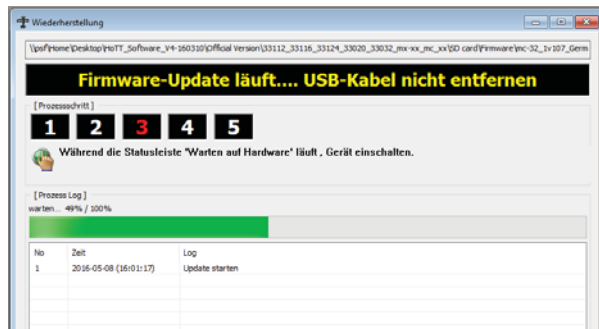 Wiederherstellung
\\psf\Home\Desktop\HoTT_Software_V4-160310\Official Version\33112_33116_33124_33020_33032_mx-xx_mc_xx\SD card\Firmware\mc-32_1v107_Germ
Firmware-Update läuft.... USB-Kabel nicht entfernen
[ Prozessschritt ]
1 2 3 4 5
Während die Statusleiste 'Warten auf Hardware' läuft , Gerät einschalten.
[ Prozess Log ]
warten... 49% / 100%
No Zeit Log
1 2016-05-08 (16:01:17) Update starten